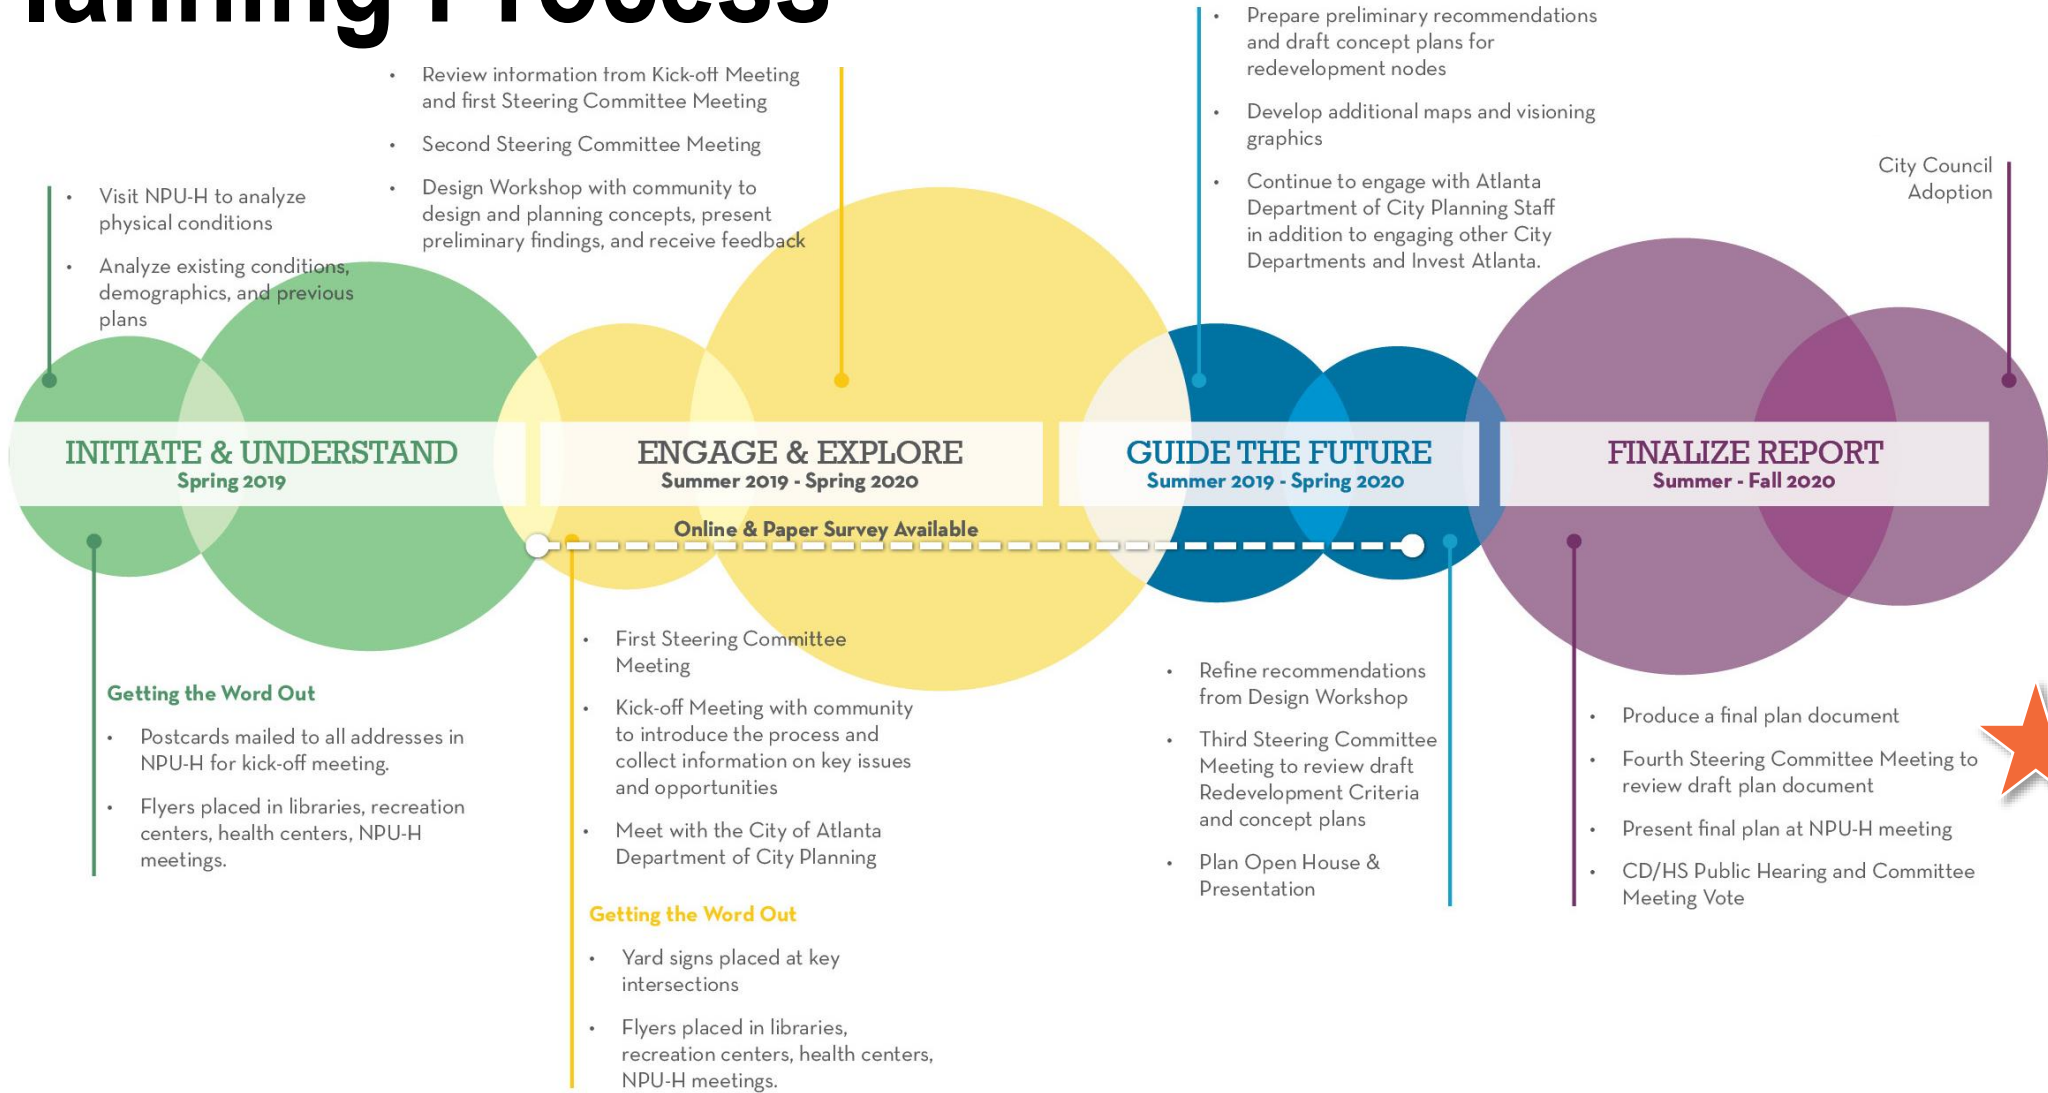 Process
• Visit NPU-H to analyze
physical conditions
• Analyze existing conditions,
demographics, and previous
plans
• Review information from Kick-off Meeting
and first Steering Committee Meeting
• Second Steering Committee Meeting
• Design Workshop with community to
design and planning concepts, present
preliminary findings, and receive feedback
• Prepare preliminary recommendations
and draft concept plans for
redevelopment nodes
• Develop additional maps and visioning
graphics
• Continue to engage with Atlanta
Department of City Planning Staff
in addition to engaging other City
Departments and Invest Atlanta.
City Council
Adoption
INITIATE & UNDERSTAND
Spring 2019
ENGAGE & EXPLORE
Summer 2019 - Spring 2020
GUIDE THE FUTURE
Summer 2019 - Spring 2020
FINALIZE REPORT
Summer - Fall 2020
Online & Paper Survey Available
Getting the Word Out
• Postcards mailed to all addresses in
NPU-H for kick-off meeting.
• Flyers placed in libraries, recreation
centers, health centers, NPU-H
meetings.
• First Steering Committee
Meeting
• Kick-off Meeting with community
to introduce the process and
collect information on key issues
and opportunities
• Meet with the City of Atlanta
Department of City Planning
Getting the Word Out
• Yard signs placed at key
intersections
• Flyers placed in libraries,
recreation centers, health centers,
NPU-H meetings.
• Refine recommendations
from Design Workshop
• Third Steering Committee
Meeting to review draft
Redevelopment Criteria
and concept plans
• Plan Open House &
Presentation
• Produce a final plan document
• Fourth Steering Committee Meeting to
review draft plan document
• Present final plan at NPU-H meeting
• CD/HS Public Hearing and Committee
Meeting Vote